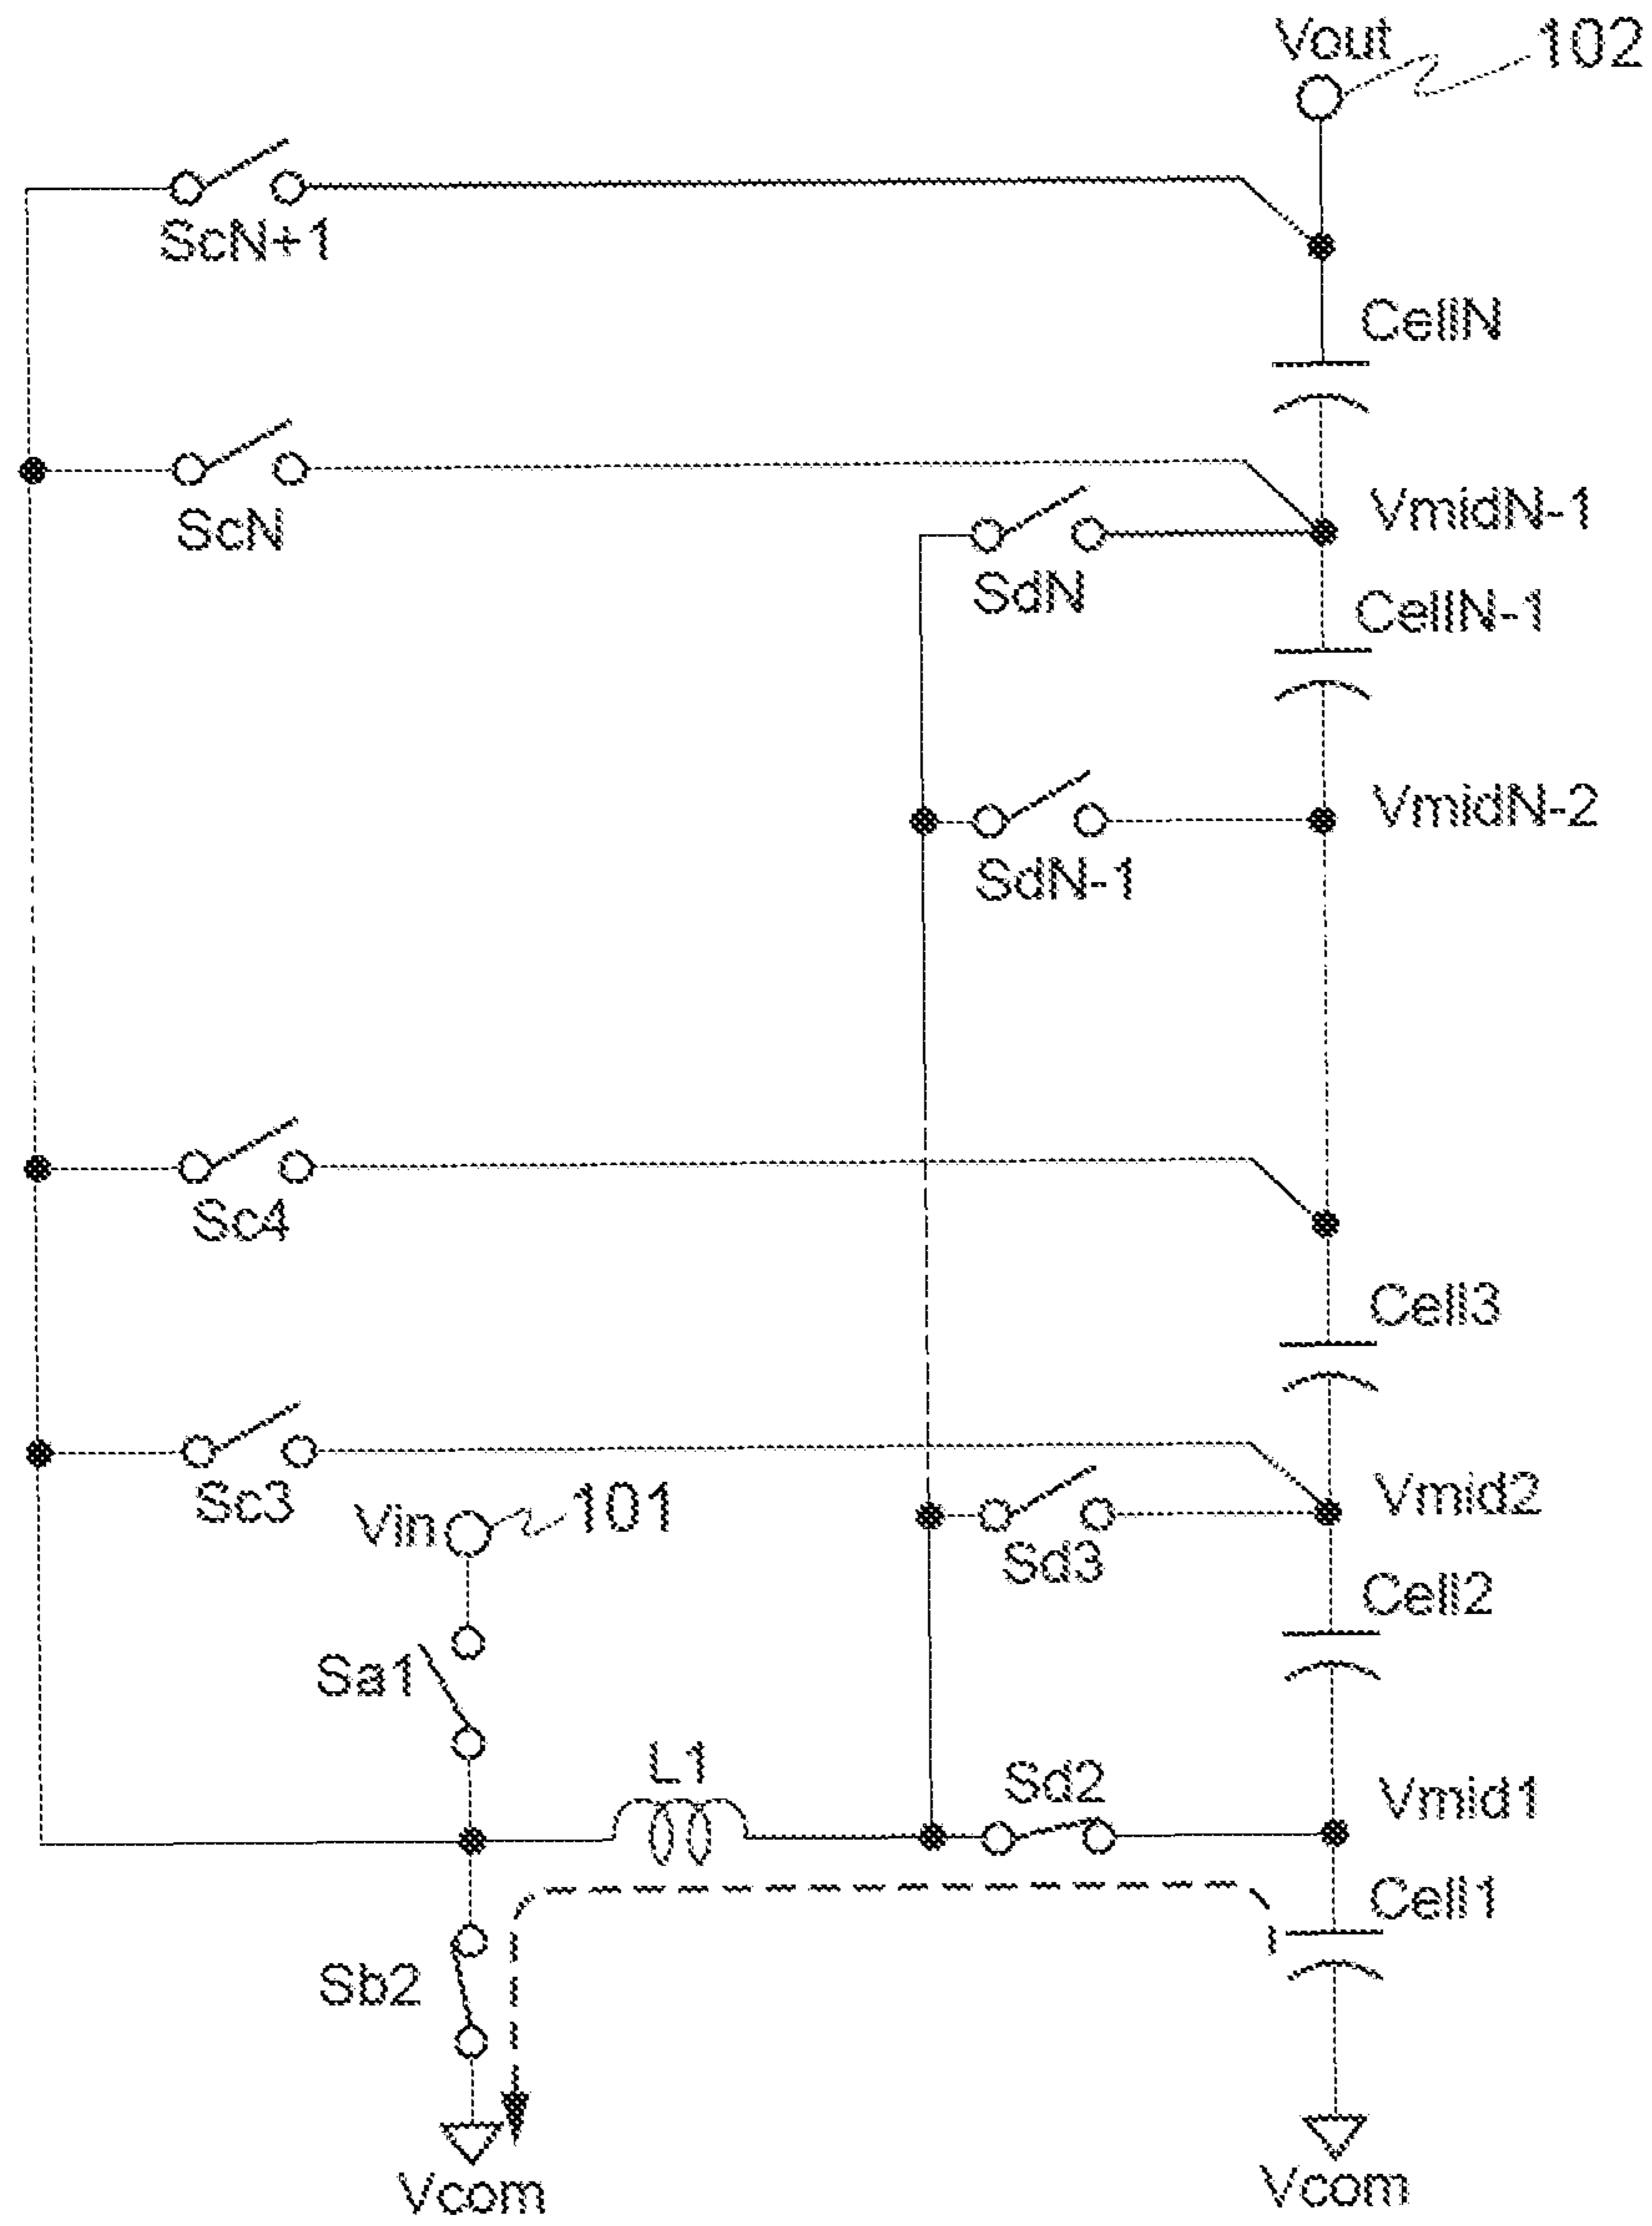 Vout 102
ScN+1
CellN
ScN
VmidN-1
SdN
CellN-1
VmidN-2
SdN-1
Sc4
Cell3
Sc3
Vin 101
Vmid2
Sd3
Cell2
Sa1
L1
Sd2
Vmid1
Cell1
Sb2
Vcom
Vcom